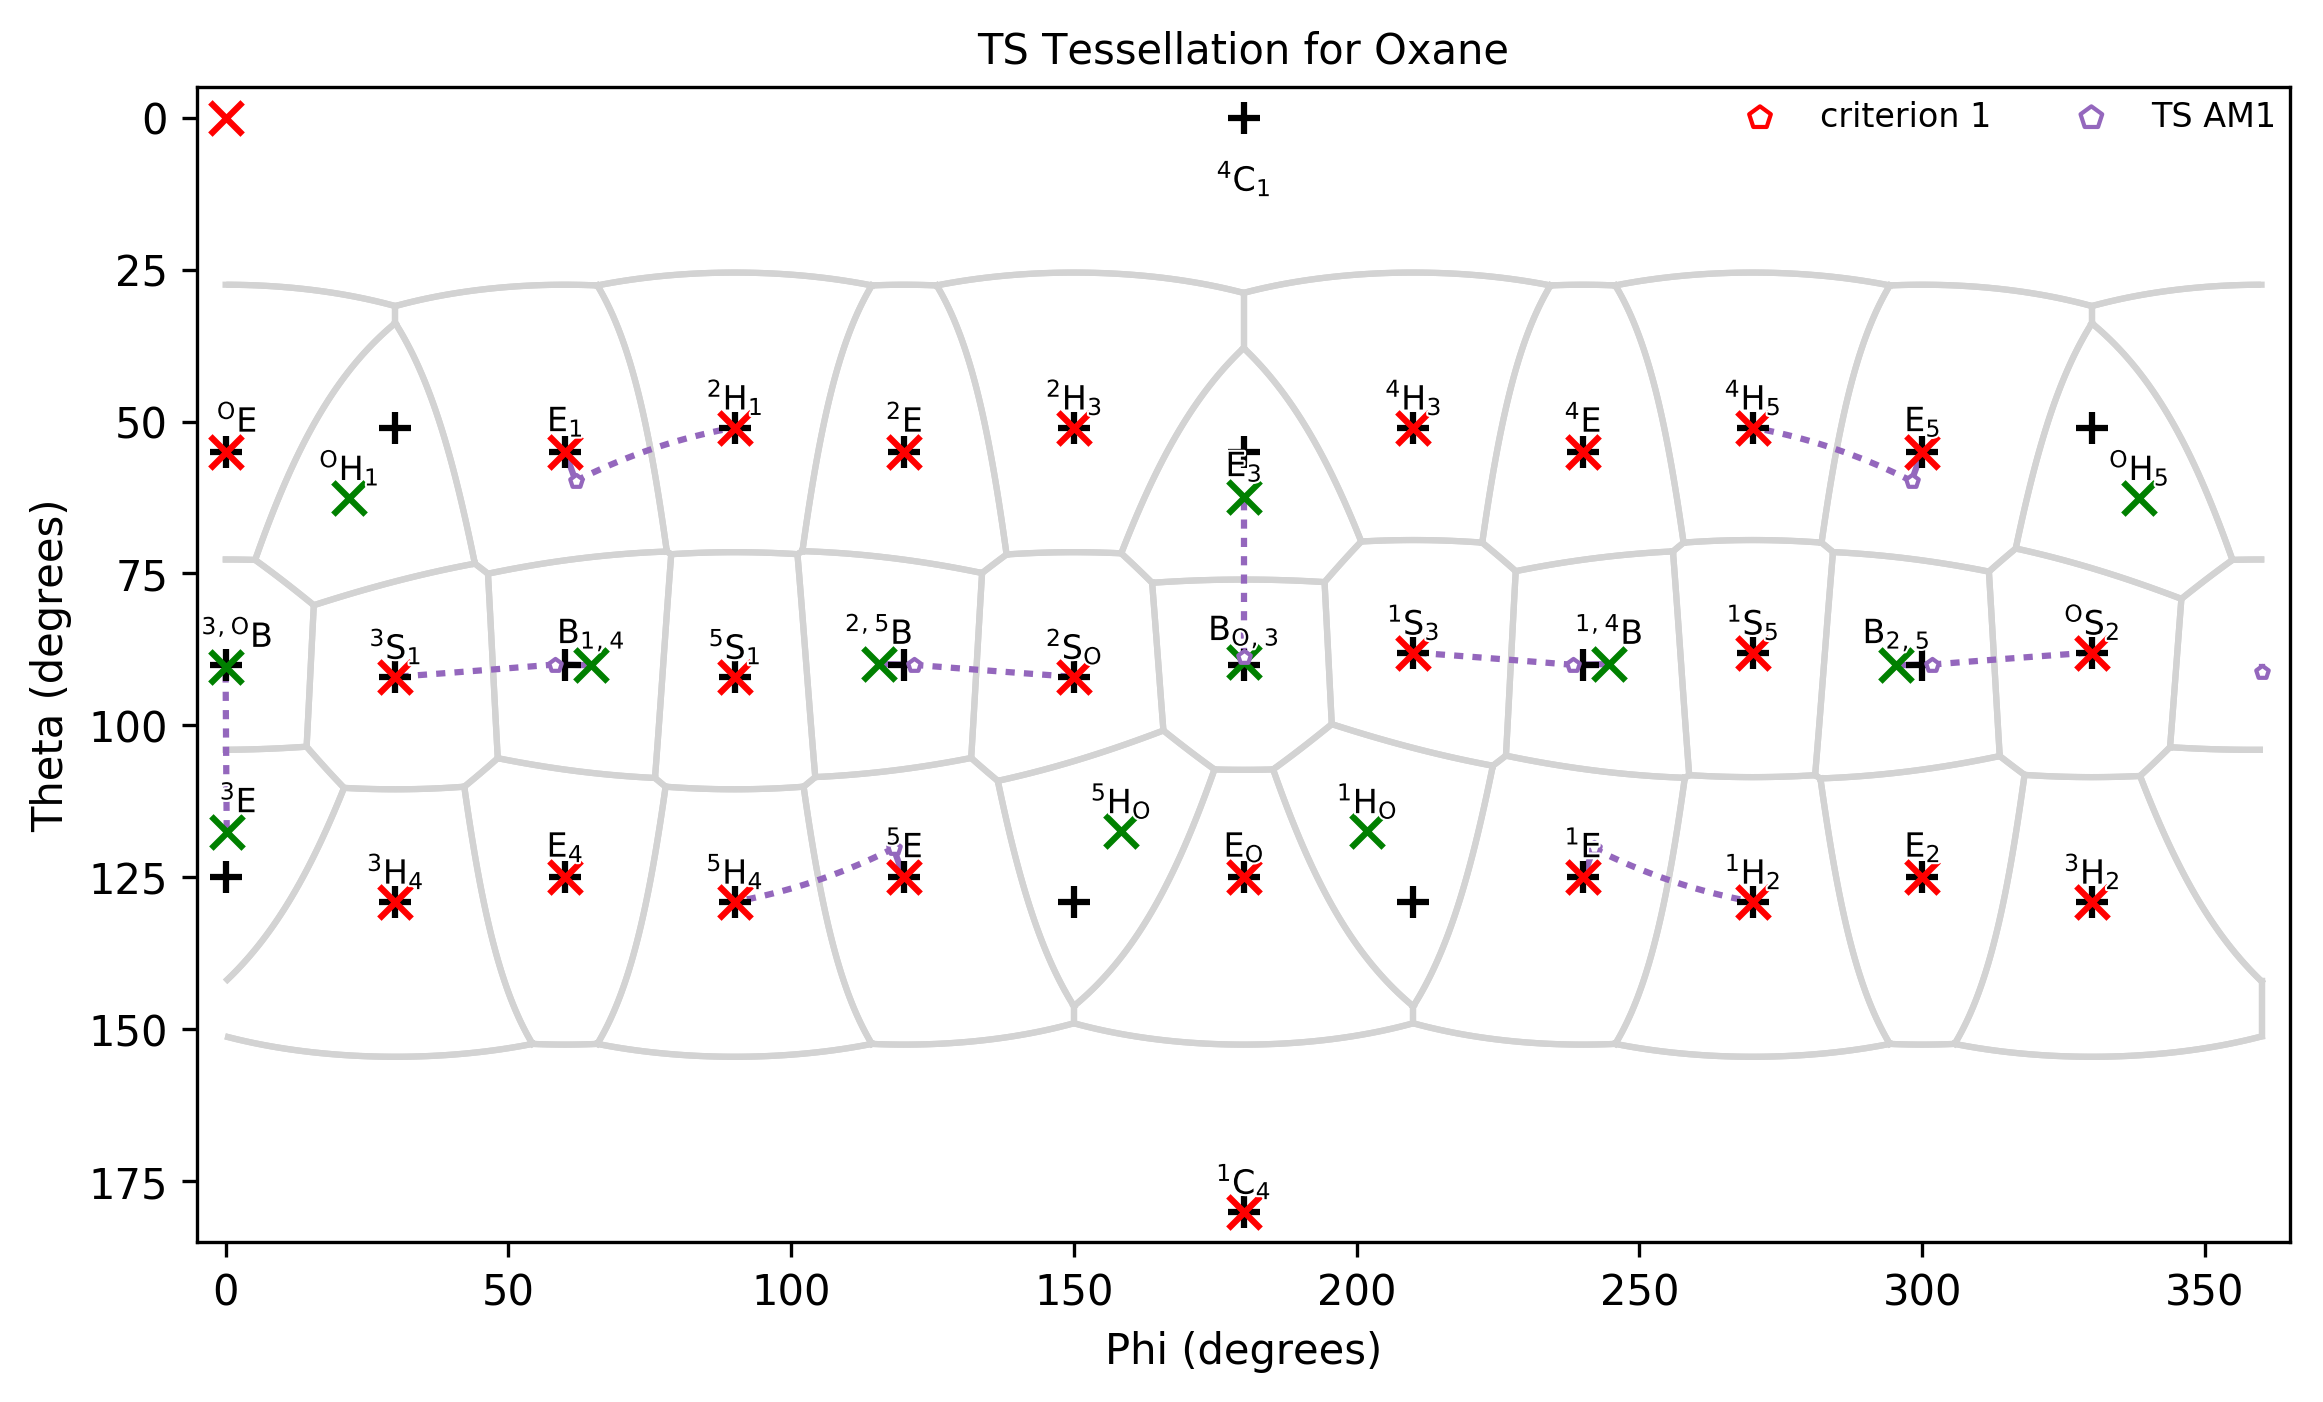 TS Tessellation for Oxane
criterion 1 TS AM1
⁴C₁
ᴼE ᴼH₁ E₁ ²H₁ ²E ²H₃ E₃ ⁴H₃ ⁴E ⁴H₅ E₅ ᴼH₅
³,ᴼB ³S₁ B₁,₄ ⁵S₁ ²,⁵B ²Sₒ Bₒ,₃ ¹S₃ ¹,⁴B ¹S₅ B₂,₅ ᴼS₂
³E ³H₄ E₄ ⁵H₄ ⁵E ⁵Hₒ Eₒ ¹Hₒ ¹E ¹H₂ E₂ ³H₂
¹C₄
0
25
50
75
100
125
150
175
Theta (degrees)
0 50 100 150 200 250 300 350
Phi (degrees)